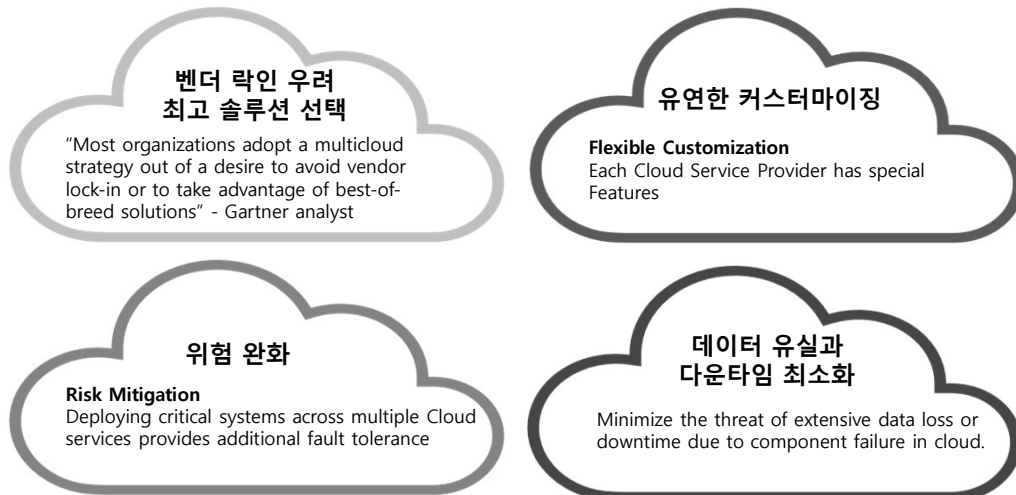 벤더 락인 우려
최고 솔루션 선택
“Most organizations adopt a multicloud
strategy out of a desire to avoid vendor
lock-in or to take advantage of best-of-
breed solutions” - Gartner analyst
유연한 커스터마이징
Flexible Customization
Each Cloud Service Provider has special
Features
위험 완화
Risk Mitigation
Deploying critical systems across multiple Cloud
services provides additional fault tolerance
데이터 유실과
다운타임 최소화
Minimize the threat of extensive data loss or
downtime due to component failure in cloud.